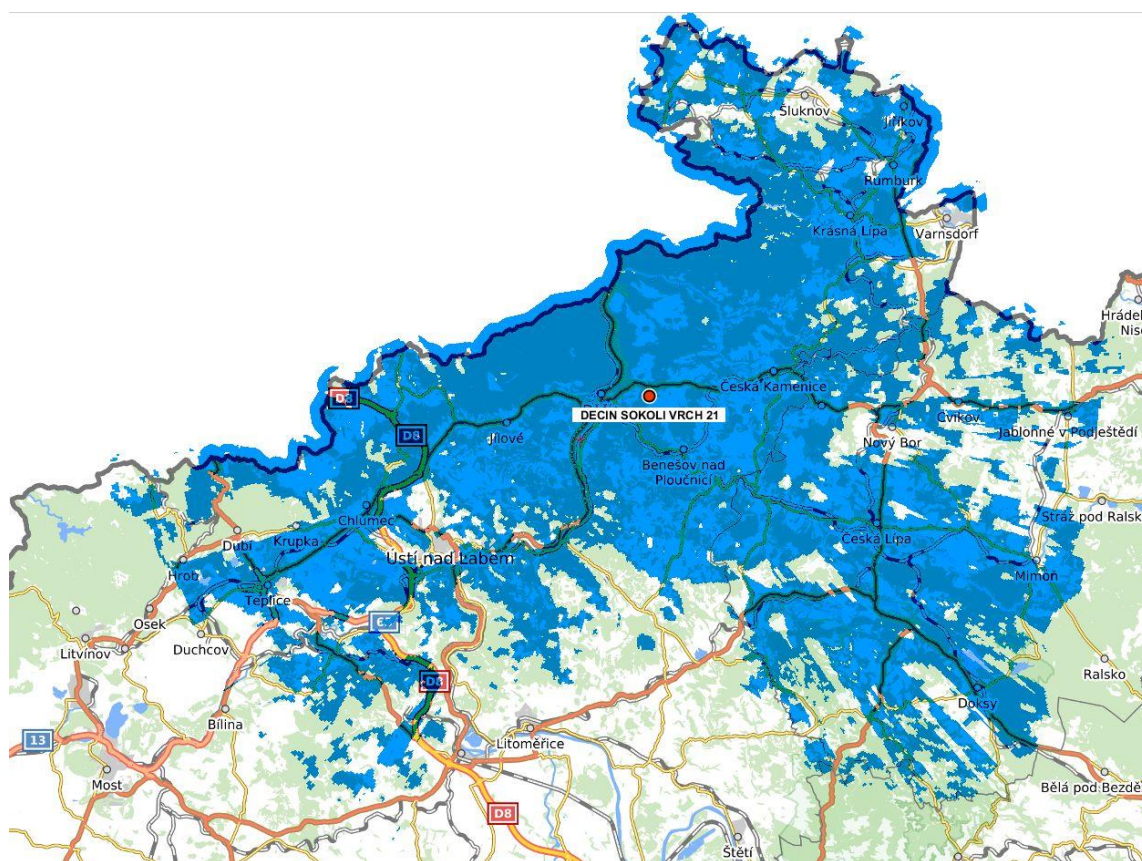 Šluknov
Jiříkov
Rumburk
Krásná Lípa
Varnsdorf
Hrádek
Nis
Česká Kamenice
DECIN SOKOLI VRCH 21
D8
Jílové
Cvikov
Jablonné v Podještědí
Nový Bor
Benešov nad
Ploučnicí
Stráž pod Ralsk
Chlumec
Krupka
Dubí
Ústí nad Labem
Česká Lípa
Mimoň
Hrob
Teplice
Osek
Duchcov
Litvínov
Ralsko
D8
Doksy
Bílina
13
Litoměřice
Most
Bělá pod Bezdě
D8
Štětí